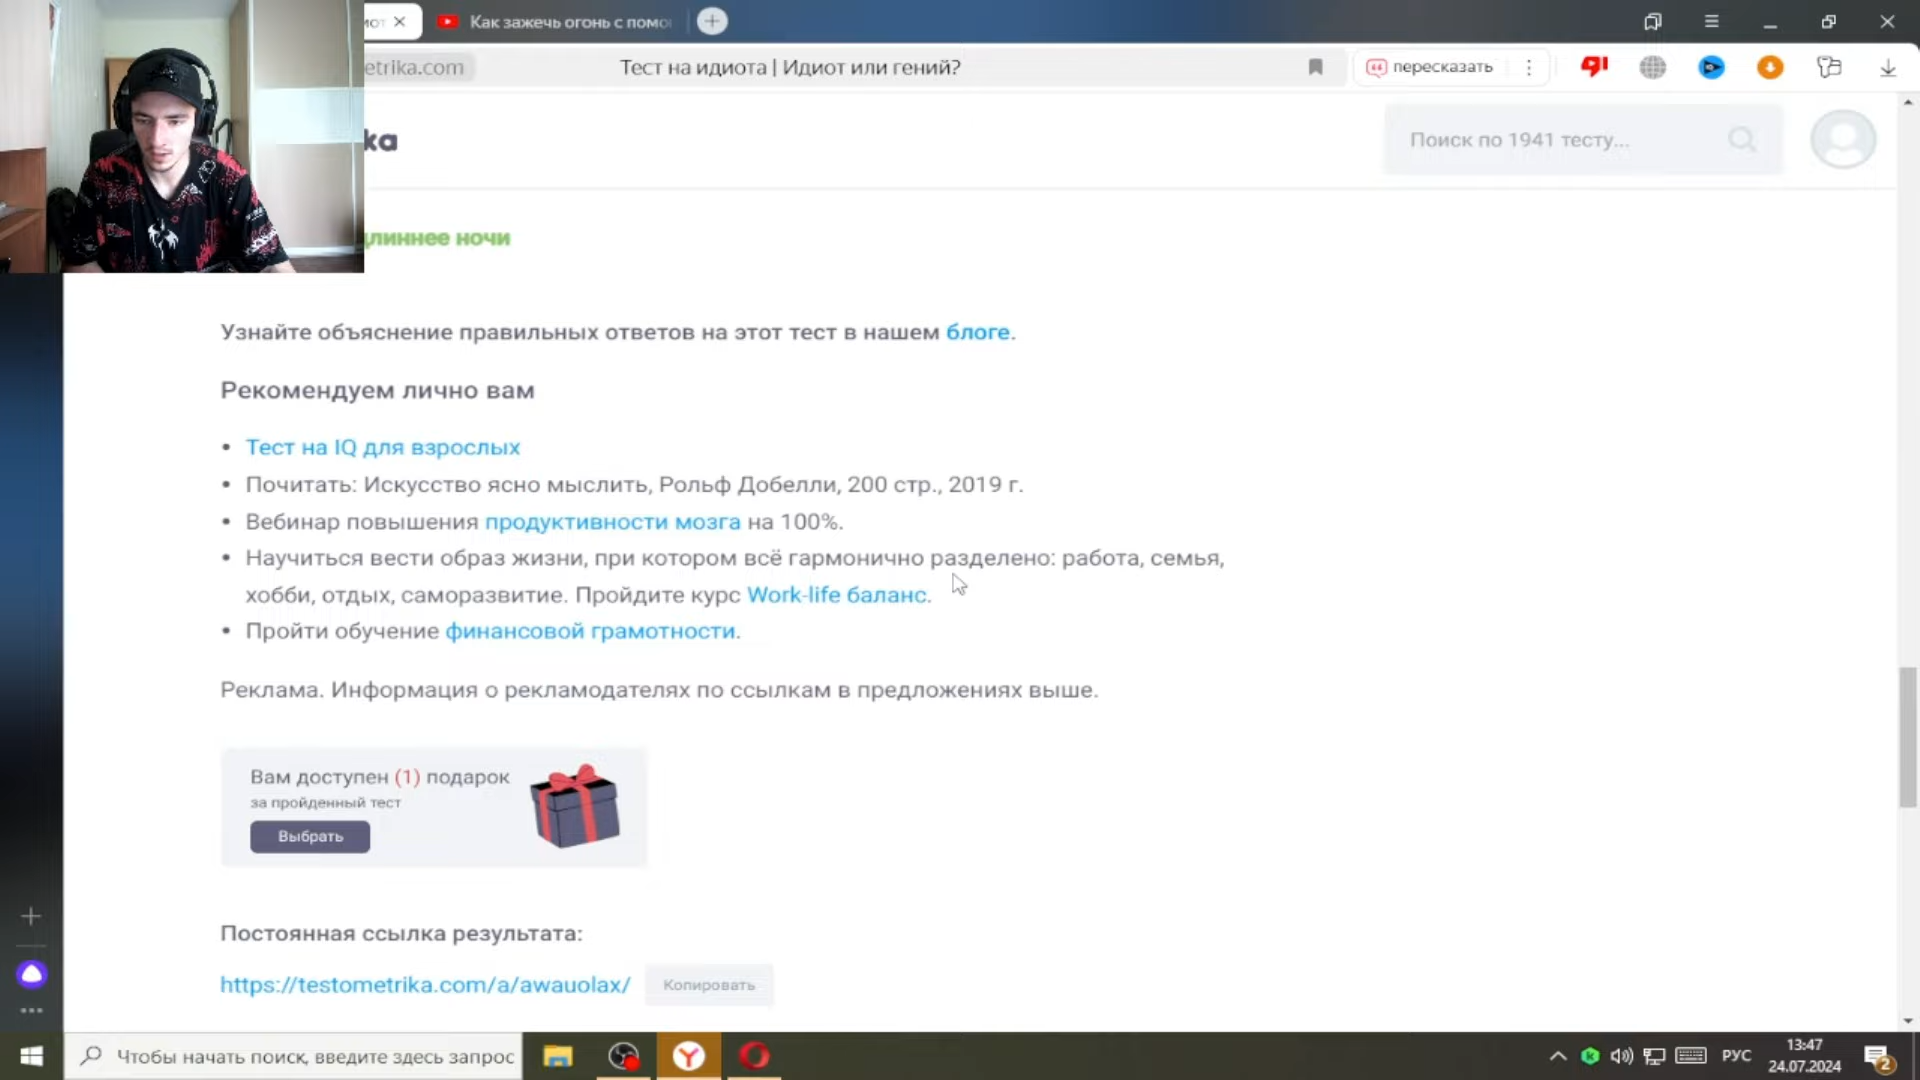 иот
Как зажечь огонь с помо
etrika.com
Тест на идиота | Идиот или гений?
пересказать
ka
Поиск по 1941 тесту...
длиннее ночи
Узнайте объяснение правильных ответов на этот тест в нашем блоге.
Рекомендуем лично вам
• Тест на IQ для взрослых
• Почитать: Искусство ясно мыслить, Рольф Добелли, 200 стр., 2019 г.
• Вебинар повышения продуктивности мозга на 100%.
• Научиться вести образ жизни, при котором всё гармонично разделено: работа, семья,
хобби, отдых, саморазвитие. Пройдите курс Work-life баланс.
• Пройти обучение финансовой грамотности.
Реклама. Информация о рекламодателях по ссылкам в предложениях выше.
Вам доступен (1) подарок
за пройденный тест
Выбрать
Постоянная ссылка результата:
https://testometrika.com/a/awauolax/
Копировать
Чтобы начать поиск, введите здесь запрос
РУС
13:47
24.07.2024
2